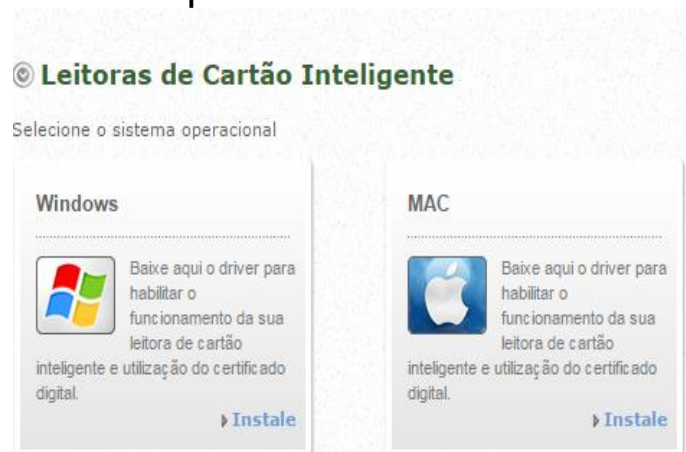 Leitoras de Cartão Inteligente
Selecione o sistema operacional
Windows
Baixe aqui o driver para
habilitar o
funcionamento da sua
leitora de cartão
inteligente e utilização do certificado
digital.
Instale
MAC
Baixe aqui o driver para
habilitar o
funcionamento da sua
leitora de cartão
inteligente e utilização do certificado
digital.
Instale